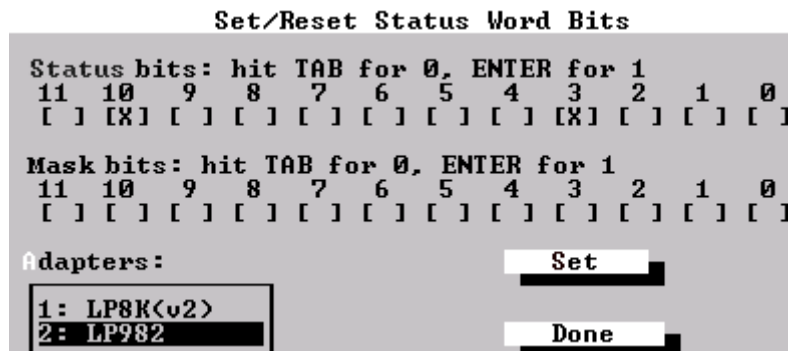 Set/Reset Status Word Bits
Status bits: hit TAB for 0, ENTER for 1
11 10 9 8 7 6 5 4 3 2 1 0
[ ] [X] [ ] [ ] [ ] [ ] [ ] [ ] [X] [ ] [ ] [ ]
Mask bits: hit TAB for 0, ENTER for 1
11 10 9 8 7 6 5 4 3 2 1 0
[ ] [ ] [ ] [ ] [ ] [ ] [ ] [ ] [ ] [ ] [ ] [ ]
Adapters:
Set
1: LP8K(v2)
2: LP982
Done